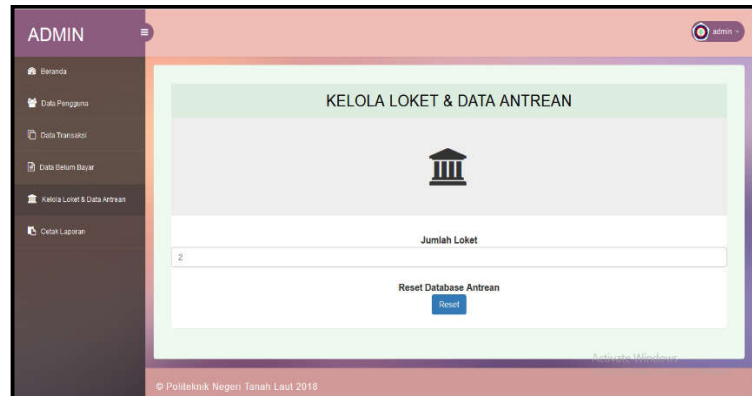 ADMIN
admin
Beranda
Data Pengguna
Data Transaksi
Data Belum Bayar
Kelola Loket & Data Antrean
Cetak Laporan
KELOLA LOKET & DATA ANTREAN
Jumlah Loket
2
Reset Database Antrean
Reset
Activate Windows
© Politeknik Negeri Tanah Laut 2018